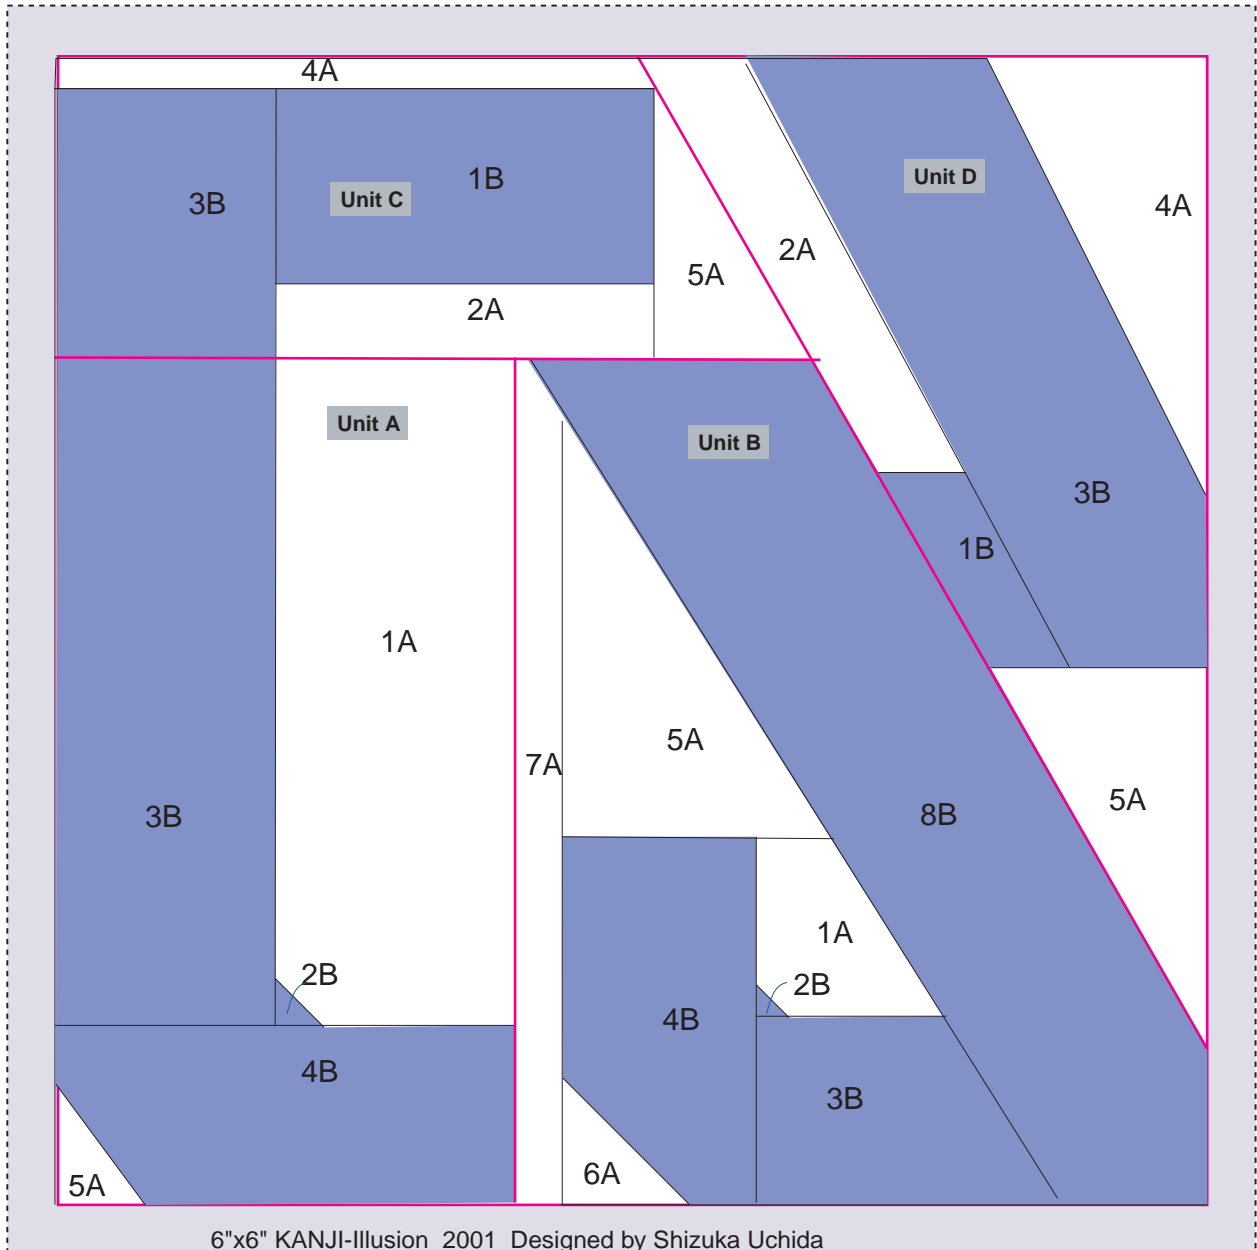 4A
1B
Unit D
3B
Unit C
4A
2A
5A
2A
Unit A
Unit B
3B
1B
1A
5A
7A
5A
3B
8B
1A
2B
2B
4B
4B
3B
6A
5A
6"x6" KANJI-Illusion 2001 Designed by Shizuka Uchida